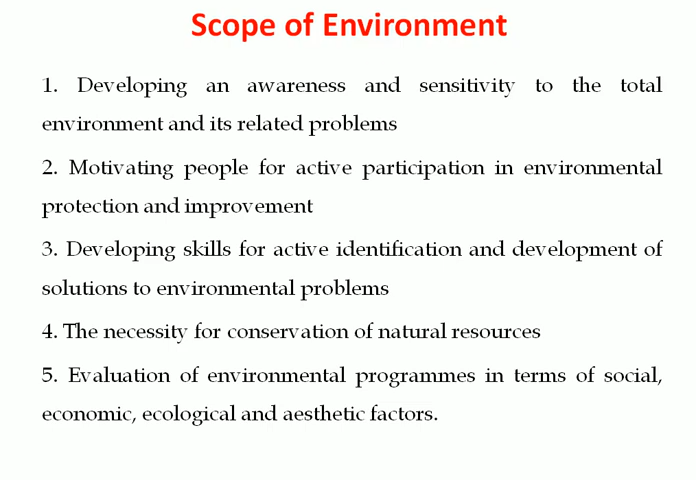 Scope of Environment
1. Developing an awareness and sensitivity to the total
environment and its related problems
2. Motivating people for active participation in environmental
protection and improvement
3. Developing skills for active identification and development of
solutions to environmental problems
4. The necessity for conservation of natural resources
5. Evaluation of environmental programmes in terms of social,
economic, ecological and aesthetic factors.